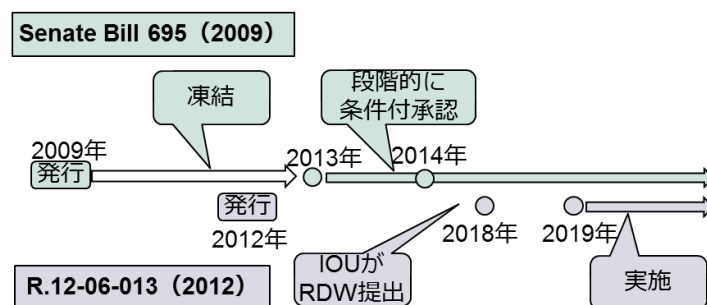 Senate Bill 695（2009）
凍結
段階的に
条件付承認
2009年
2013年
2014年
発行
発行
2012年
2018年
2019年
IOUが
RDW提出
実施
R.12-06-013（2012）